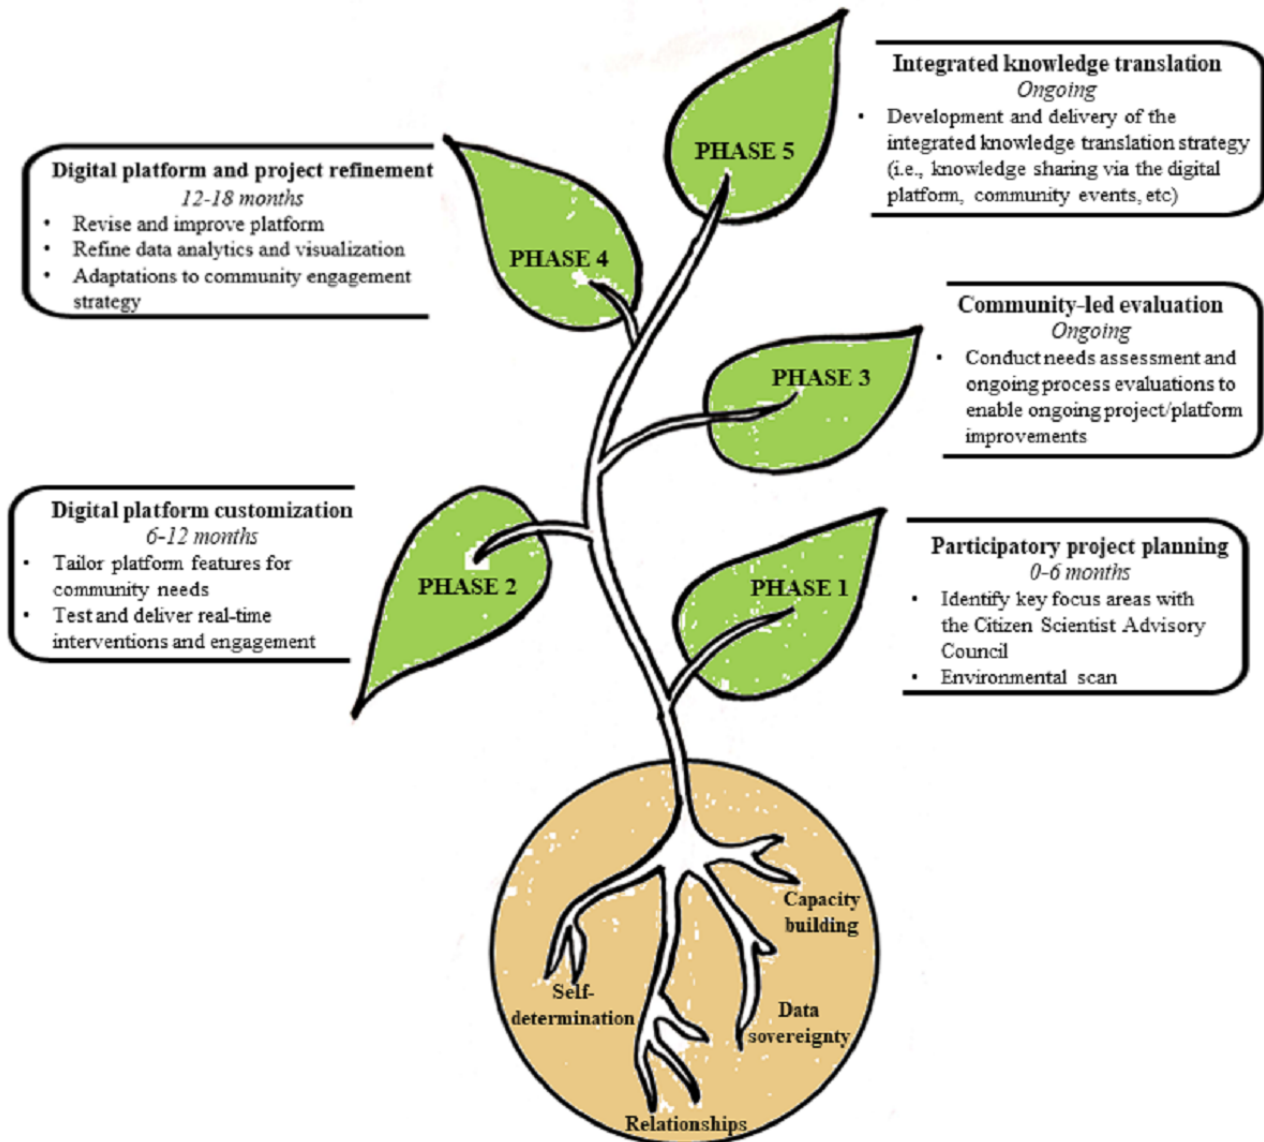 Integrated knowledge translation
Ongoing
• Development and delivery of the
integrated knowledge translation strategy
(i.e., knowledge sharing via the digital
platform, community events, etc)
PHASE 5
Digital platform and project refinement
12-18 months
• Revise and improve platform
• Refine data analytics and visualization
• Adaptations to community engagement
strategy
PHASE 4
Community-led evaluation
Ongoing
• Conduct needs assessment and
ongoing process evaluations to
enable ongoing project/platform
improvements
PHASE 3
Digital platform customization
6-12 months
• Tailor platform features for
community needs
• Test and deliver real-time
interventions and engagement
PHASE 2
Participatory project planning
0-6 months
• Identify key focus areas with
the Citizen Scientist Advisory
Council
• Environmental scan
PHASE 1
Capacity
building
Self-
determination
Data
sovereignty
Relationships